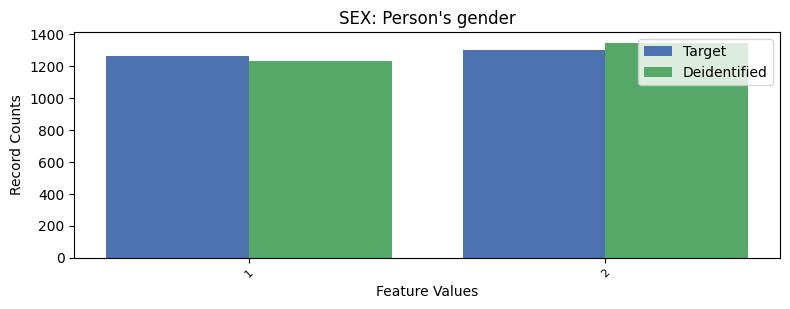 SEX: Person's gender
Target
Deidentified
Record Counts
1400
1200
1000
800
600
400
200
0
1
2
Feature Values